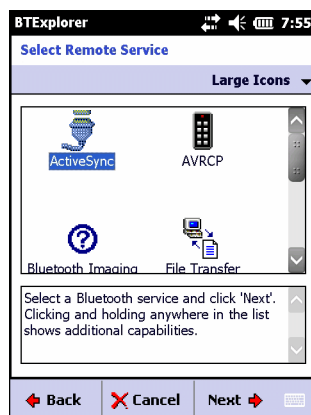 BTExplorer 7:55
Select Remote Service
Large Icons
ActiveSync AVRCP
Bluetooth Imaging File Transfer
Select a Bluetooth service and click 'Next'.
Clicking and holding anywhere in the list
shows additional capabilities.
Back Cancel Next